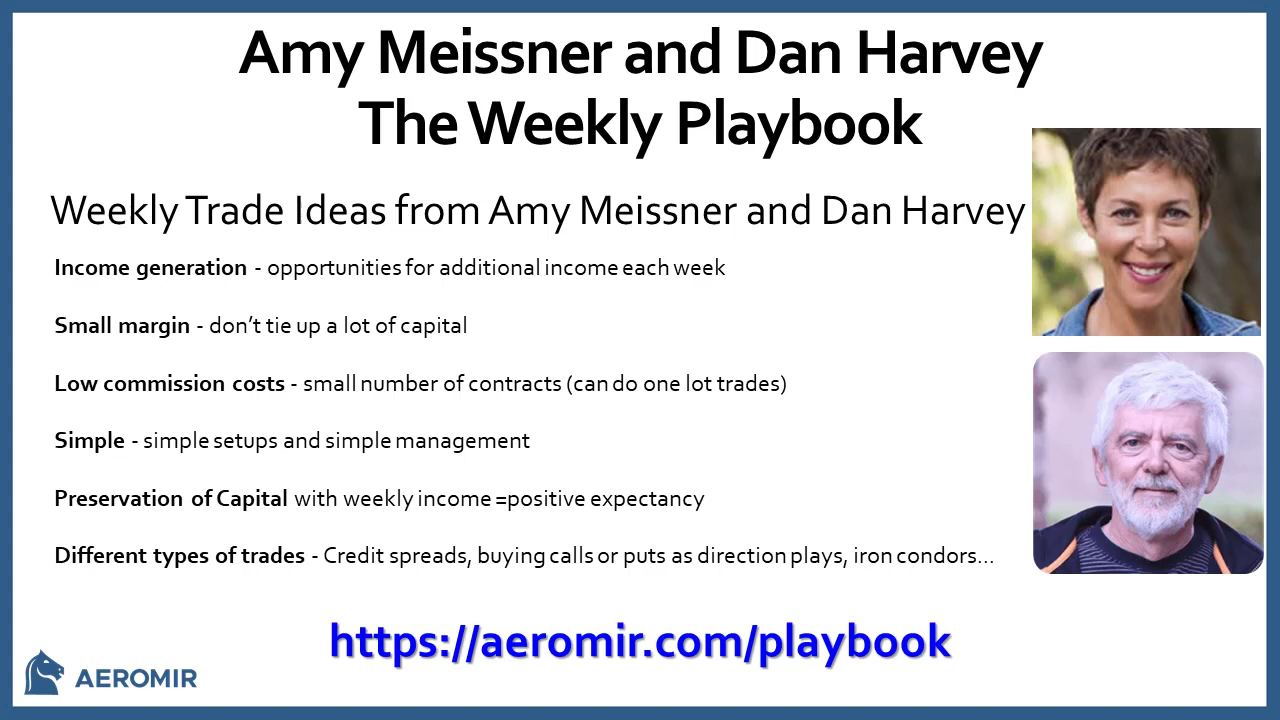 Amy Meissner and Dan Harvey
The Weekly Playbook
Weekly Trade Ideas from Amy Meissner and Dan Harvey
Income generation - opportunities for additional income each week
Small margin - don’t tie up a lot of capital
Low commission costs - small number of contracts (can do one lot trades)
Simple - simple setups and simple management
Preservation of Capital with weekly income =positive expectancy
Different types of trades - Credit spreads, buying calls or puts as direction plays, iron condors...
https://aeromir.com/playbook
AEROMIR